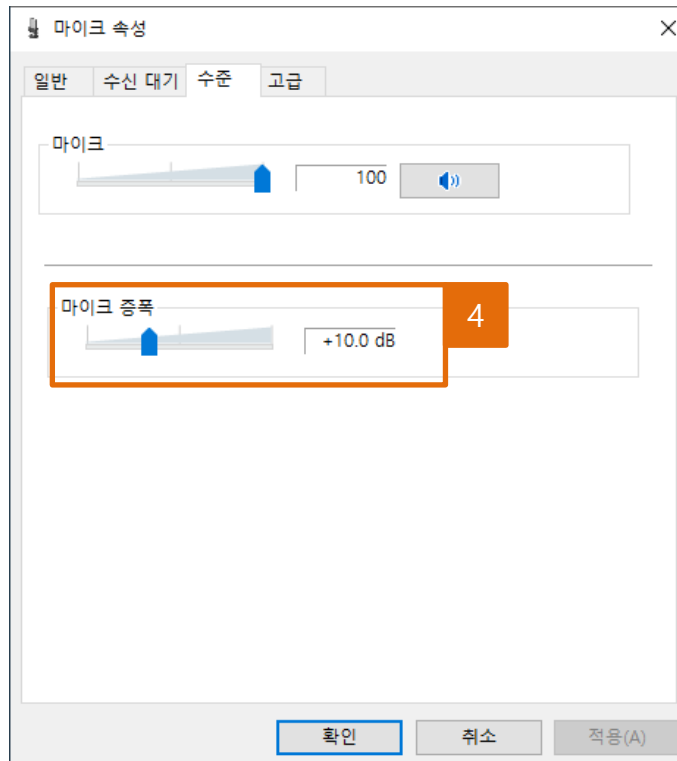 마이크 속성
일반 수신 대기 수준 고급
마이크
100
마이크 증폭
4
+10.0 dB
확인 취소 적용(A)